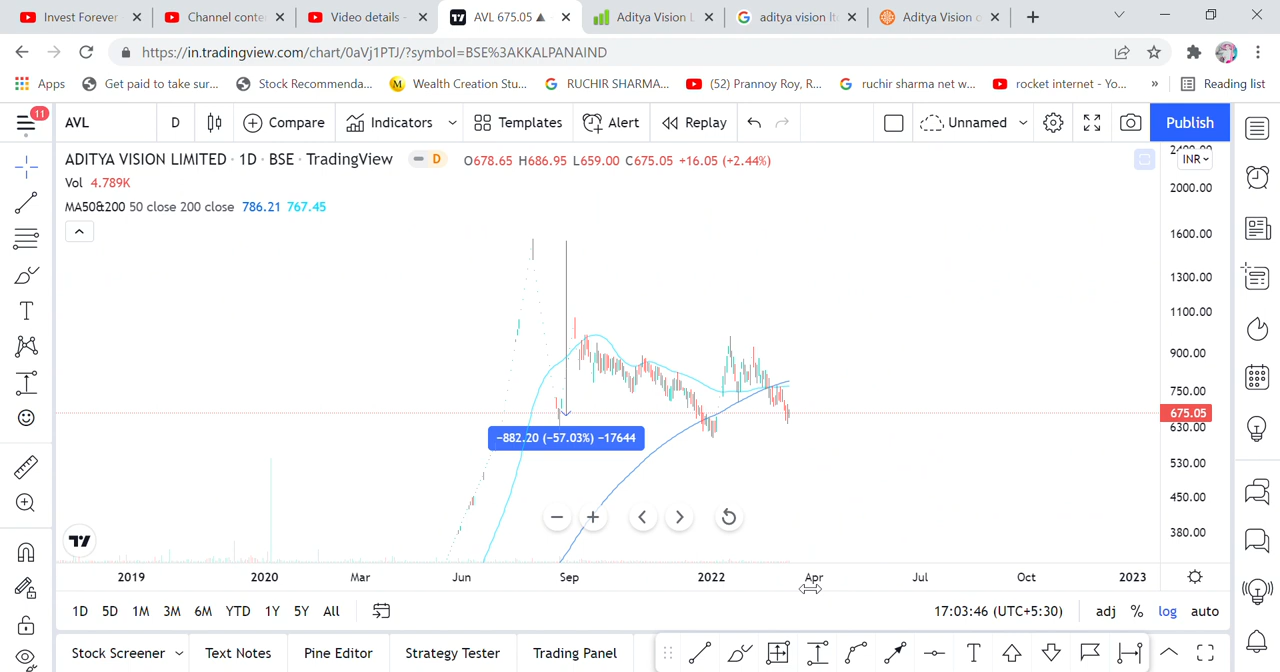 Invest Forever
Channel conte
Video details -
AVL 675.05 ▲
Aditya Vision L
aditya vision lt
Aditya Vision c
https://in.tradingview.com/chart/0aVj1PTJ/?symbol=BSE%3AKKALPANAIND
Apps
Get paid to take sur...
Stock Recommenda...
M
Wealth Creation Stu...
RUCHIR SHARMA...
(52) Prannoy Roy, R...
ruchir sharma net w...
rocket internet - Yo...
»
Reading list
11
AVL
D
Compare
Indicators
Templates
Alert
Replay
Unnamed
Publish
ADITYA VISION LIMITED · 1D · BSE · TradingView
D
O678.65 H686.95 L659.00 C675.05 +16.05 (+2.44%)
INR
Vol 4.789K
MA50&200 50 close 200 close 786.21 767.45
2400.00
2000.00
1600.00
1300.00
1100.00
900.00
750.00
675.05
630.00
530.00
450.00
380.00
−882.20 (−57.03%) −17644
2019
2020
Mar
Jun
Sep
2022
Apr
Jul
Oct
2023
1D 5D 1M 3M 6M YTD 1Y 5Y All
17:03:46 (UTC+5:30)
adj % log auto
Stock Screener
Text Notes
Pine Editor
Strategy Tester
Trading Panel